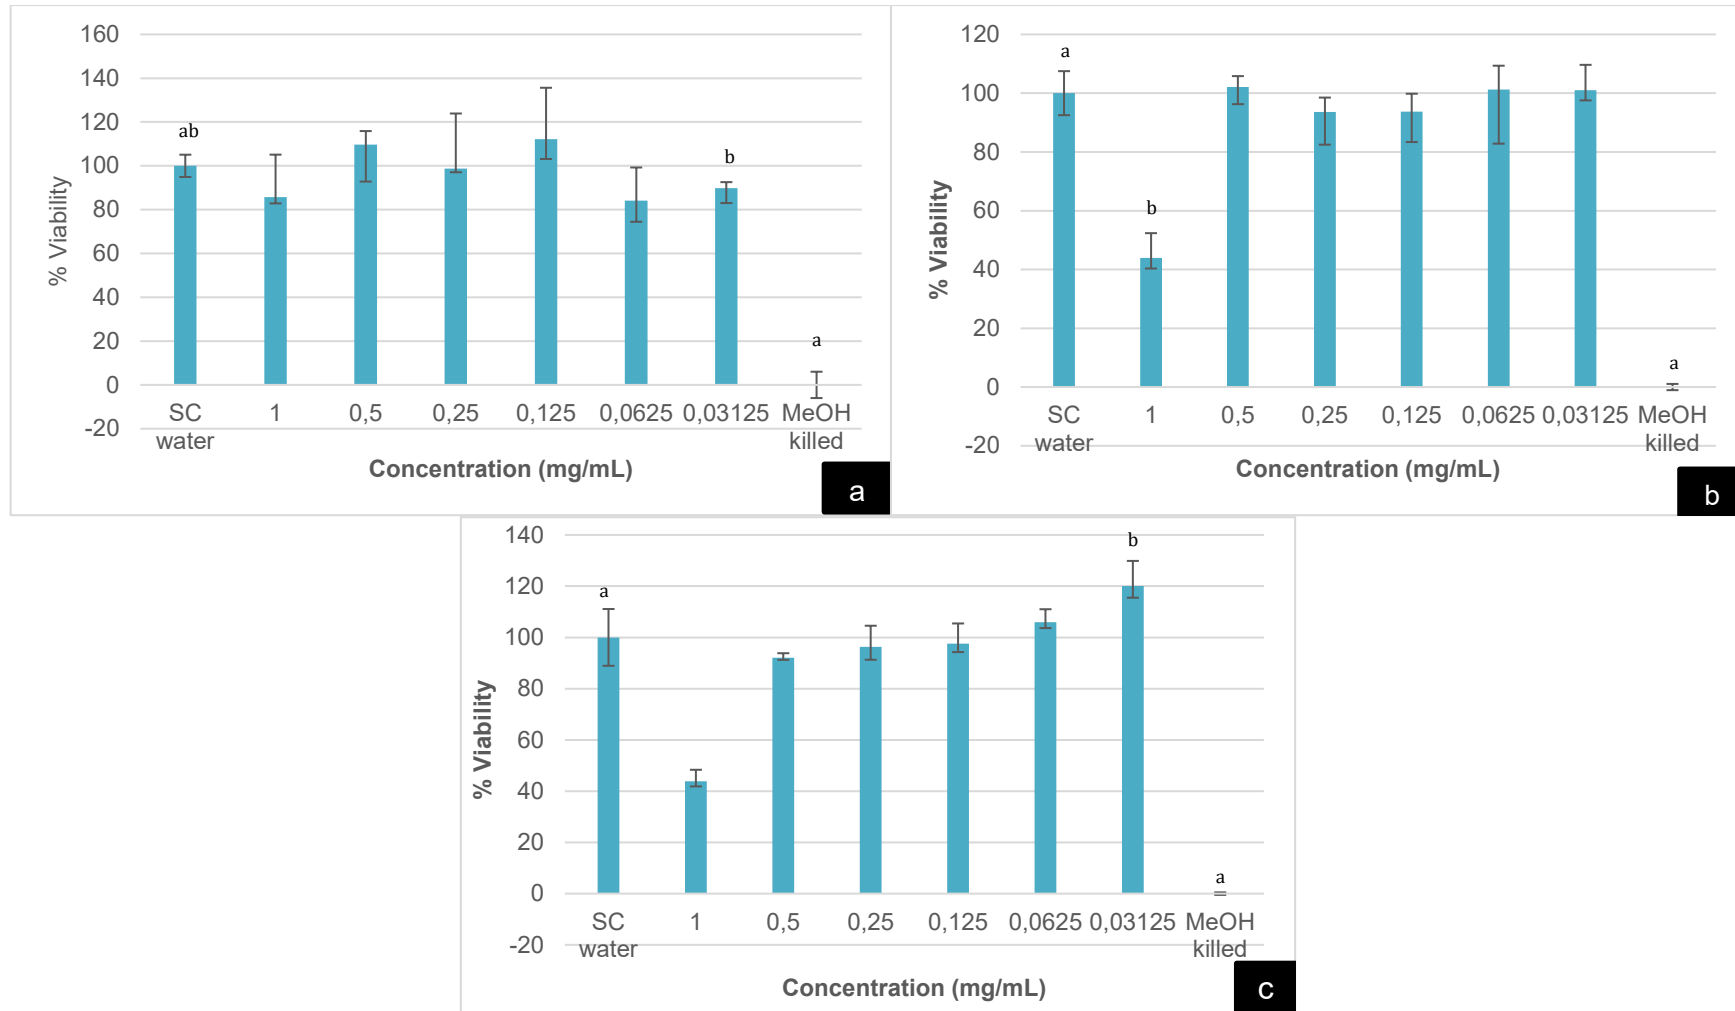 160
140
120
100
80
60
40
20
0
-20
% Viability
ab
b
a
SC water
1
0,5
0,25
0,125
0,0625
0,03125
MeOH killed
Concentration (mg/mL)
a
120
100
80
60
40
20
0
-20
% Viability
a
b
a
SC water
1
0,5
0,25
0,125
0,0625
0,03125
MeOH killed
Concentration (mg/mL)
b
140
120
100
80
60
40
20
0
-20
% Viability
a
b
a
SC water
1
0,5
0,25
0,125
0,0625
0,03125
MeOH killed
Concentration (mg/mL)
c